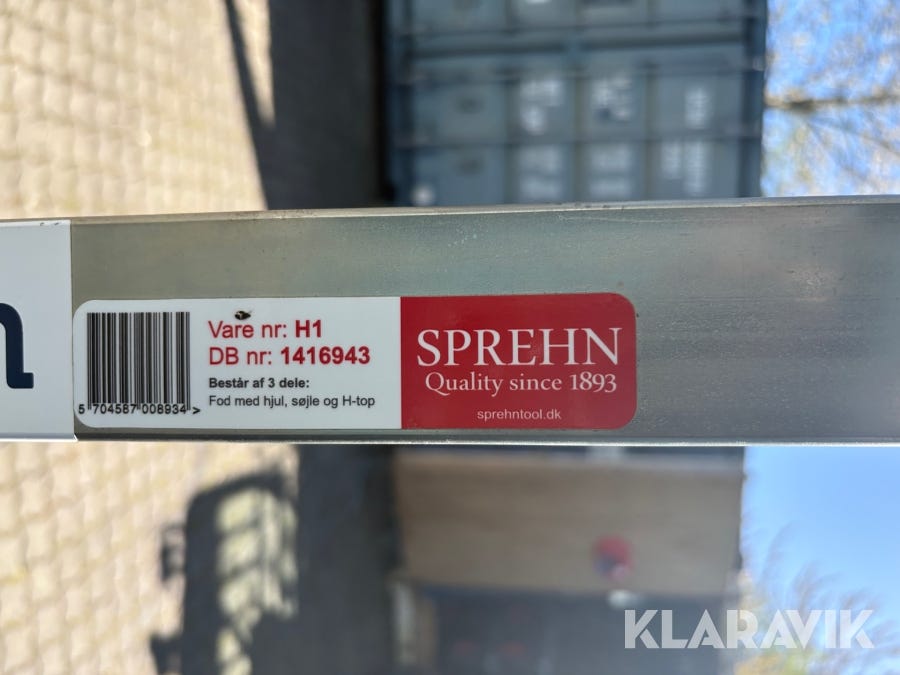 Vare nr: H1
DB nr: 1416943
Består af 3 dele:
Fod med hjul, søjle og H-top
5 704587 008934 >
SPREHN
Quality since 1893
sprehntool.dk
KLARAVIK